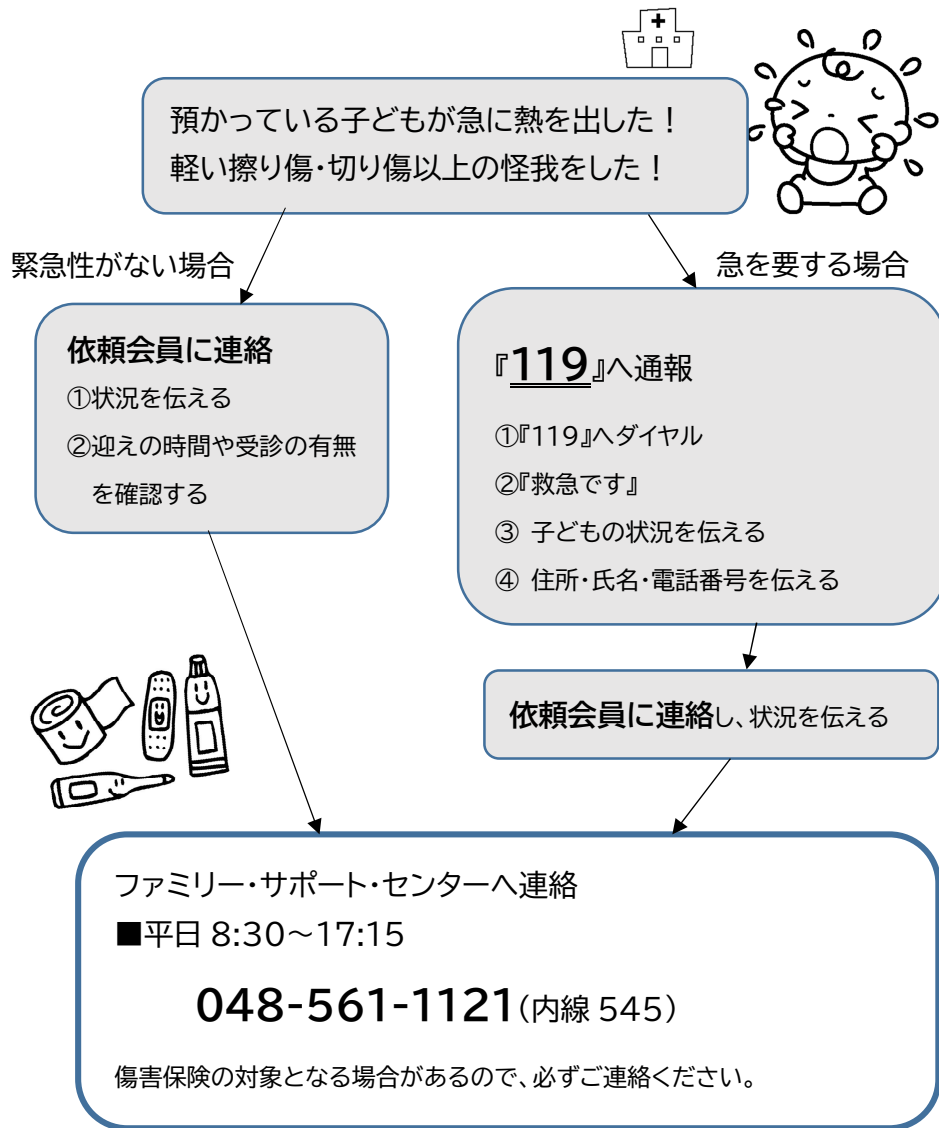 預かっている子どもが急に熱を出した！
軽い擦り傷・切り傷以上の怪我をした！
緊急性がない場合
急を要する場合
依頼会員に連絡
①状況を伝える
②迎えの時間や受診の有無
を確認する
『119』へ通報
①『119』へダイヤル
②『救急です』
③ 子どもの状況を伝える
④ 住所・氏名・電話番号を伝える
依頼会員に連絡し、状況を伝える
ファミリー・サポート・センターへ連絡
■平日 8:30～17:15
048-561-1121（内線 545）
傷害保険の対象となる場合があるので、必ずご連絡ください。